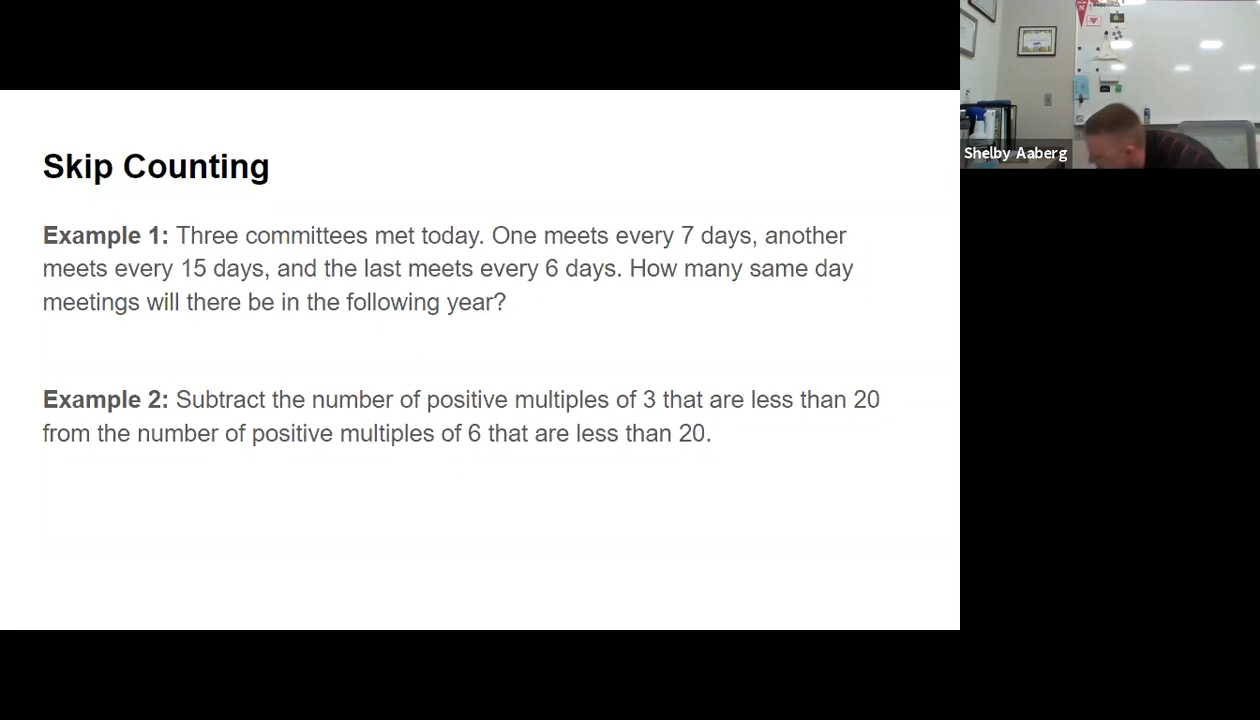 Skip Counting
Example 1: Three committees met today. One meets every 7 days, another
meets every 15 days, and the last meets every 6 days. How many same day
meetings will there be in the following year?
Example 2: Subtract the number of positive multiples of 3 that are less than 20
from the number of positive multiples of 6 that are less than 20.
Shelby Aaberg